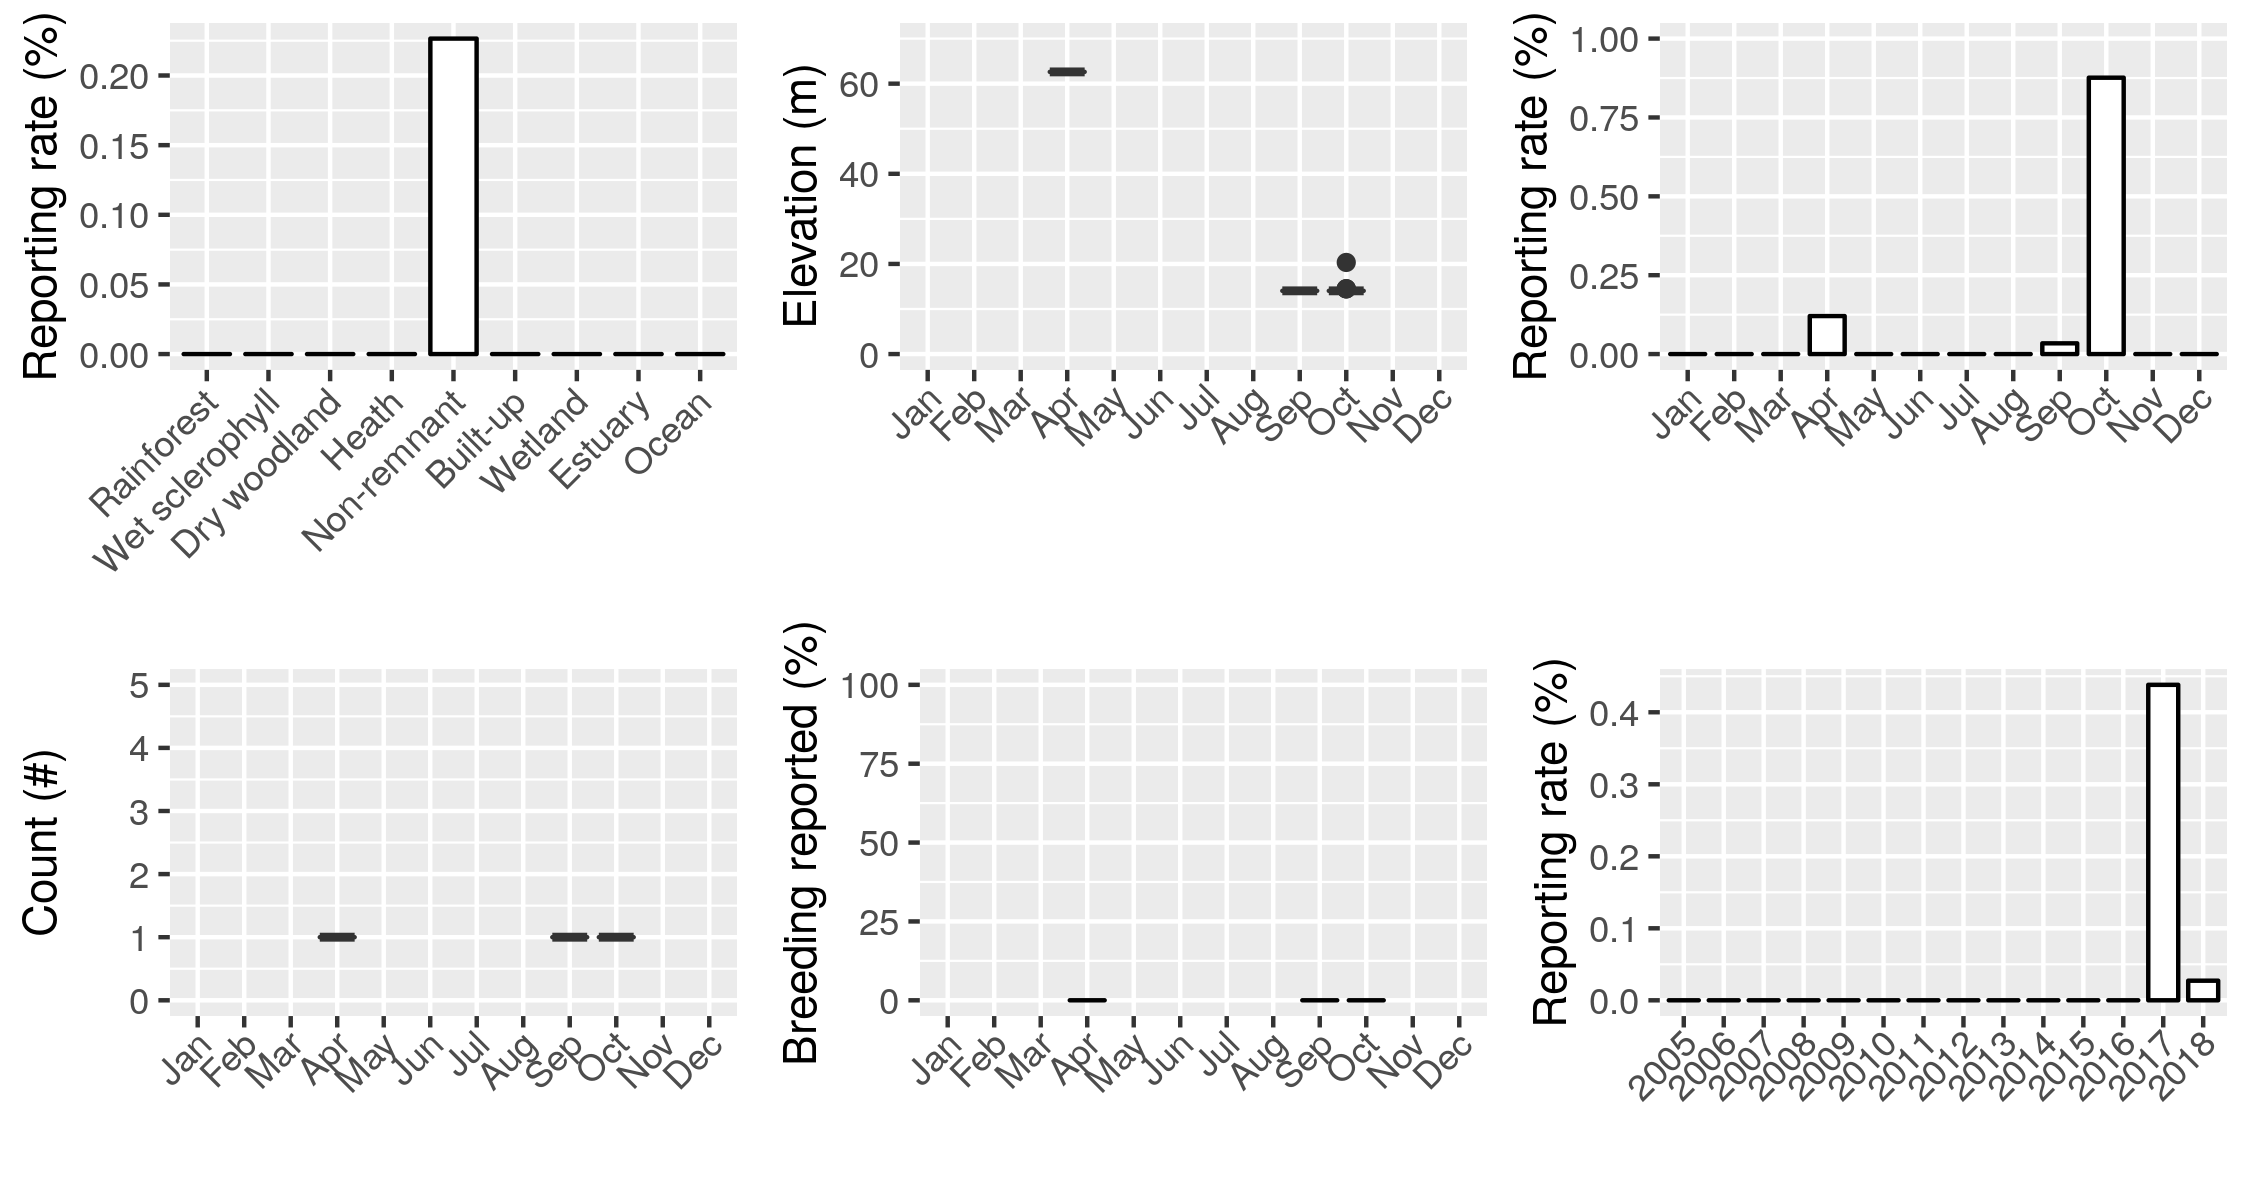 Reporting rate (%)
0.20
0.15
0.10
0.05
0.00
Rainforest
Wet sclerophyll
Dry woodland
Heath
Non-remnant
Built-up
Wetland
Estuary
Ocean
Elevation (m)
60
40
20
0
Jan
Feb
Mar
Apr
May
Jun
Jul
Aug
Sep
Oct
Nov
Dec
Reporting rate (%)
1.00
0.75
0.50
0.25
0.00
Jan
Feb
Mar
Apr
May
Jun
Jul
Aug
Sep
Oct
Nov
Dec
Count (#)
5
4
3
2
1
0
Jan
Feb
Mar
Apr
May
Jun
Jul
Aug
Sep
Oct
Nov
Dec
Breeding reported (%)
100
75
50
25
0
Jan
Feb
Mar
Apr
May
Jun
Jul
Aug
Sep
Oct
Nov
Dec
Reporting rate (%)
0.4
0.3
0.2
0.1
0.0
2005
2006
2007
2008
2009
2010
2011
2012
2013
2014
2015
2016
2017
2018